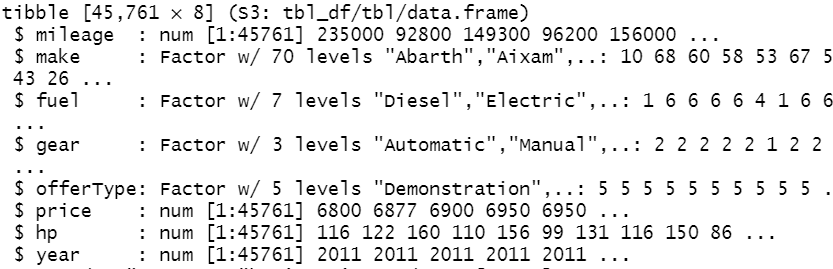 tibble [45,761 × 8] (S3: tbl_df/tbl/data.frame)
$ mileage : num [1:45761] 235000 92800 149300 96200 156000 ...
$ make : Factor w/ 70 levels "Abarth","Aixam",..: 10 68 60 58 53 67 5
43 26 ...
$ fuel : Factor w/ 7 levels "Diesel","Electric",..: 1 6 6 6 6 4 1 6 6
...
$ gear : Factor w/ 3 levels "Automatic","Manual",..: 2 2 2 2 2 1 2 2
...
$ offerType: Factor w/ 5 levels "Demonstration",..: 5 5 5 5 5 5 5 5 5 5 .
$ price : num [1:45761] 6800 6877 6900 6950 6950 ...
$ hp : num [1:45761] 116 122 160 110 156 99 131 116 150 86 ...
$ year : num [1:45761] 2011 2011 2011 2011 2011 ...